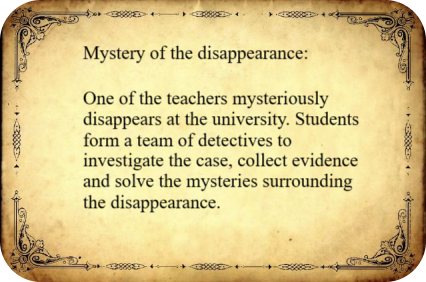 Mystery of the disappearance:
One of the teachers mysteriously
disappears at the university. Students
form a team of detectives to
investigate the case, collect evidence
and solve the mysteries surrounding
the disappearance.